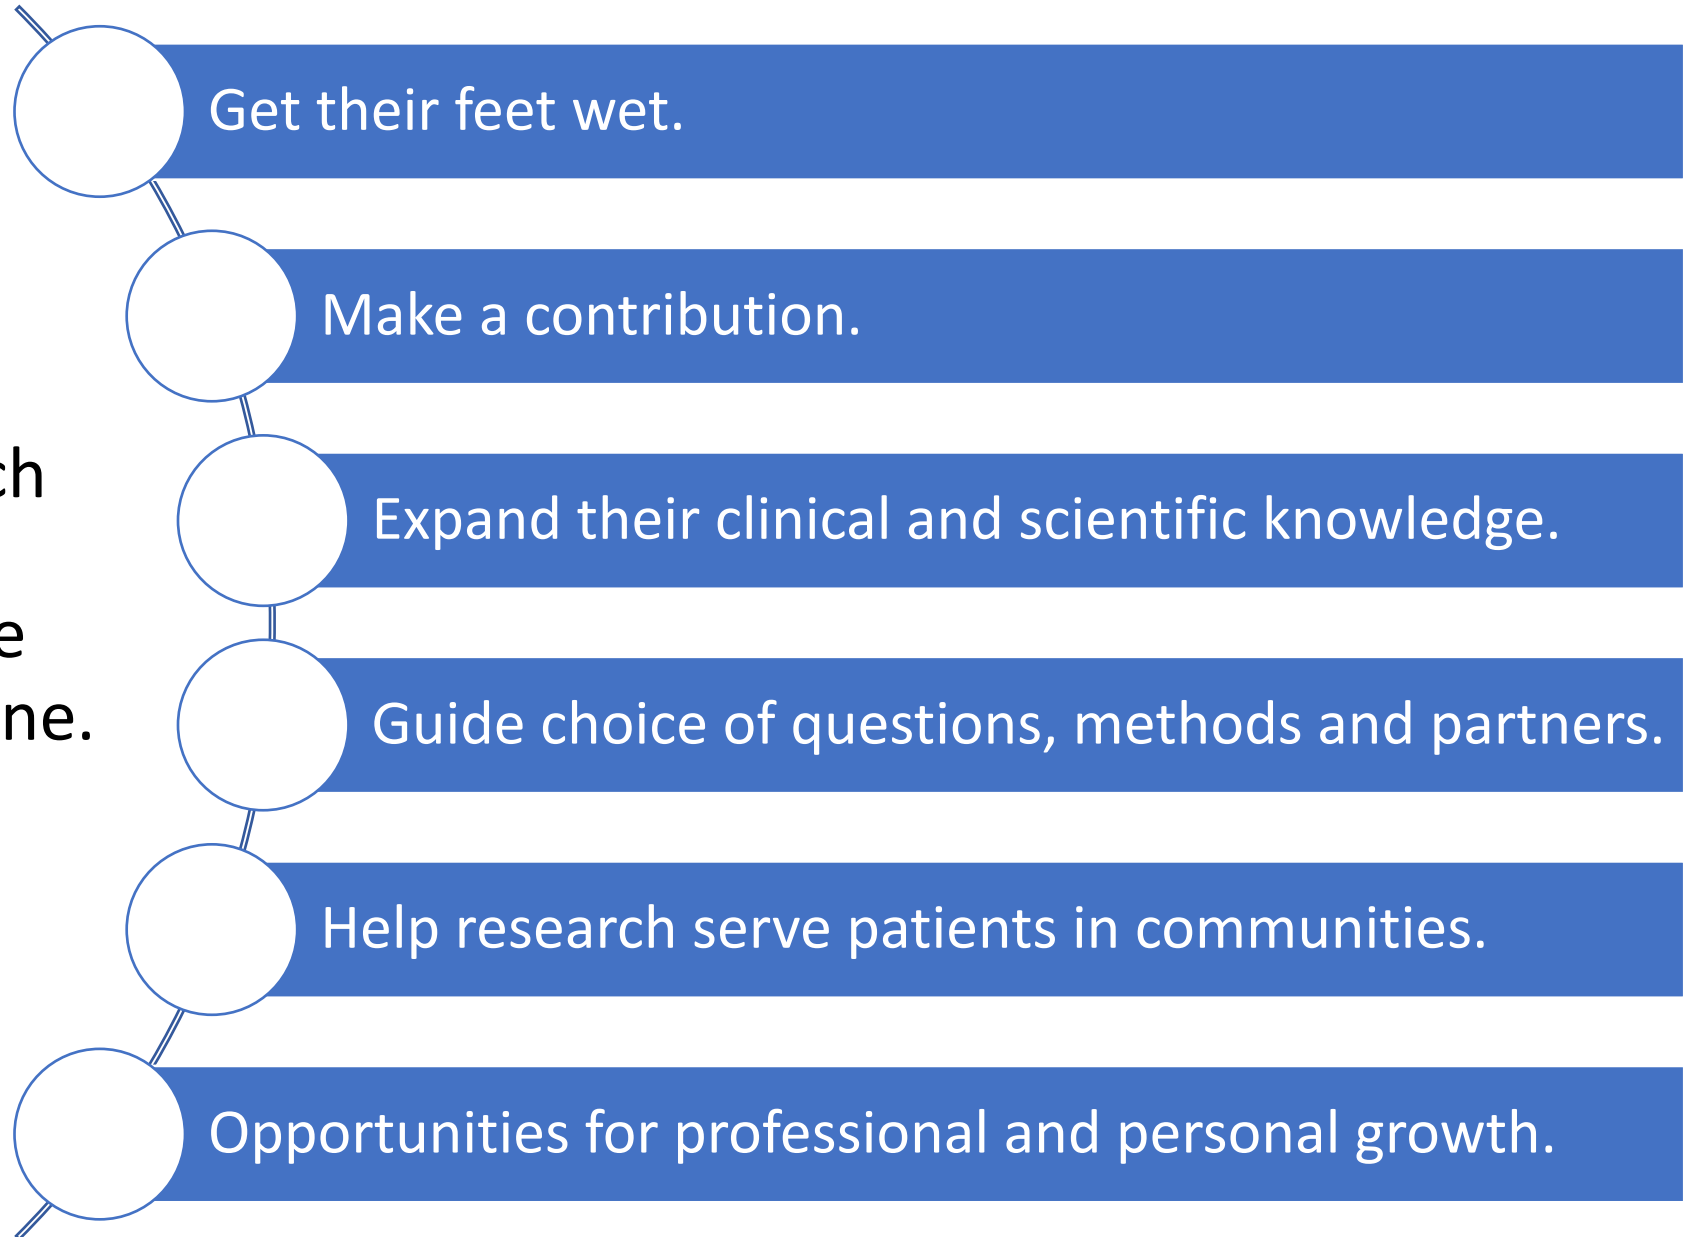 Get their feet wet.
Make a contribution.
ch
Expand their clinical and scientific knowledge.
e
ne.
Guide choice of questions, methods and partners.
Help research serve patients in communities.
Opportunities for professional and personal growth.